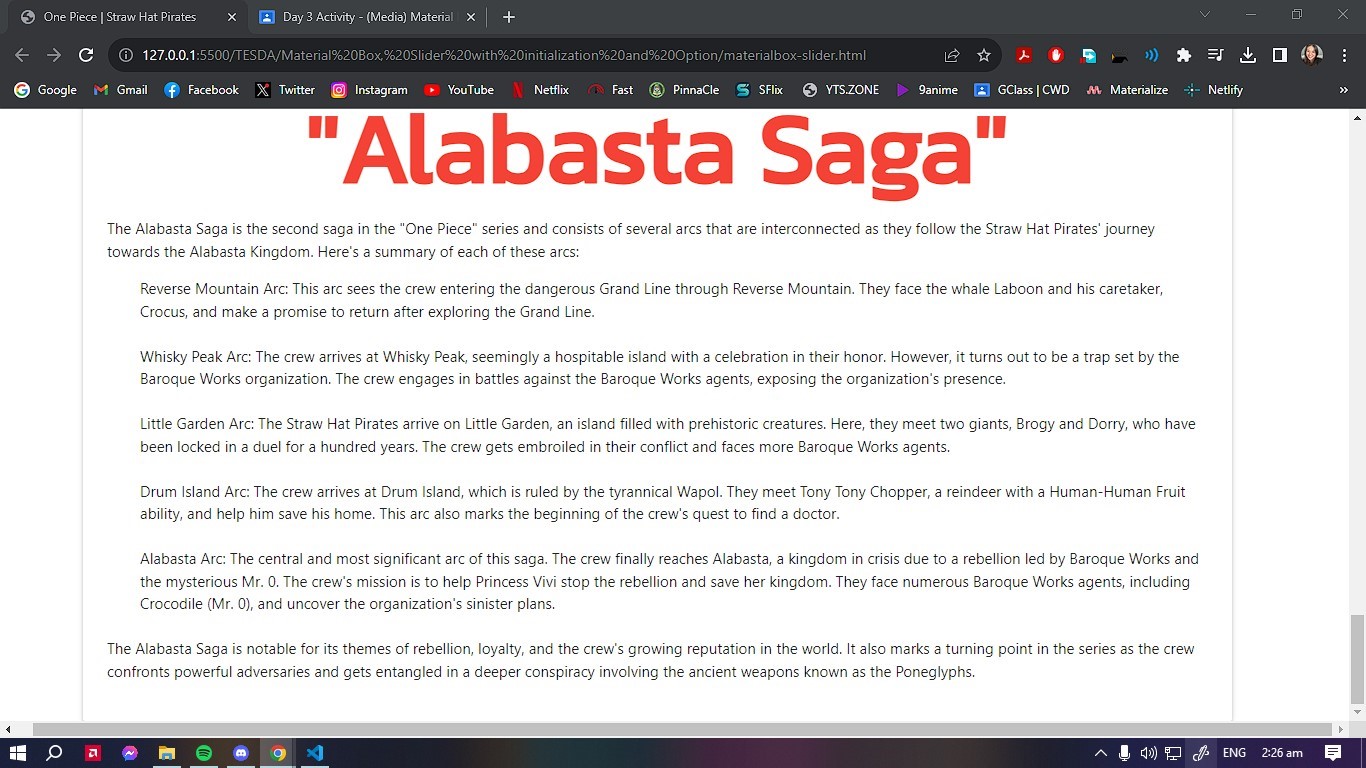 One Piece | Straw Hat Pirates
Day 3 Activity - (Media) Material
127.0.0.1:5500/TESDA/Material%20Box,%20Slider%20with%20initialization%20and%20Option/materialbox-slider.html
Google Gmail Facebook Twitter Instagram YouTube Netflix Fast PinnaCle SFlix YTS.ZONE 9anime GClass | CWD Materialize Netlify »
"Alabasta Saga"
The Alabasta Saga is the second saga in the "One Piece" series and consists of several arcs that are interconnected as they follow the Straw Hat Pirates' journey
towards the Alabasta Kingdom. Here's a summary of each of these arcs:
Reverse Mountain Arc: This arc sees the crew entering the dangerous Grand Line through Reverse Mountain. They face the whale Laboon and his caretaker,
Crocus, and make a promise to return after exploring the Grand Line.
Whisky Peak Arc: The crew arrives at Whisky Peak, seemingly a hospitable island with a celebration in their honor. However, it turns out to be a trap set by the
Baroque Works organization. The crew engages in battles against the Baroque Works agents, exposing the organization's presence.
Little Garden Arc: The Straw Hat Pirates arrive on Little Garden, an island filled with prehistoric creatures. Here, they meet two giants, Brogy and Dorry, who have
been locked in a duel for a hundred years. The crew gets embroiled in their conflict and faces more Baroque Works agents.
Drum Island Arc: The crew arrives at Drum Island, which is ruled by the tyrannical Wapol. They meet Tony Tony Chopper, a reindeer with a Human-Human Fruit
ability, and help him save his home. This arc also marks the beginning of the crew's quest to find a doctor.
Alabasta Arc: The central and most significant arc of this saga. The crew finally reaches Alabasta, a kingdom in crisis due to a rebellion led by Baroque Works and
the mysterious Mr. 0. The crew's mission is to help Princess Vivi stop the rebellion and save her kingdom. They face numerous Baroque Works agents, including
Crocodile (Mr. 0), and uncover the organization's sinister plans.
The Alabasta Saga is notable for its themes of rebellion, loyalty, and the crew's growing reputation in the world. It also marks a turning point in the series as the crew
confronts powerful adversaries and gets entangled in a deeper conspiracy involving the ancient weapons known as the Poneglyphs.
ENG 2:26 am